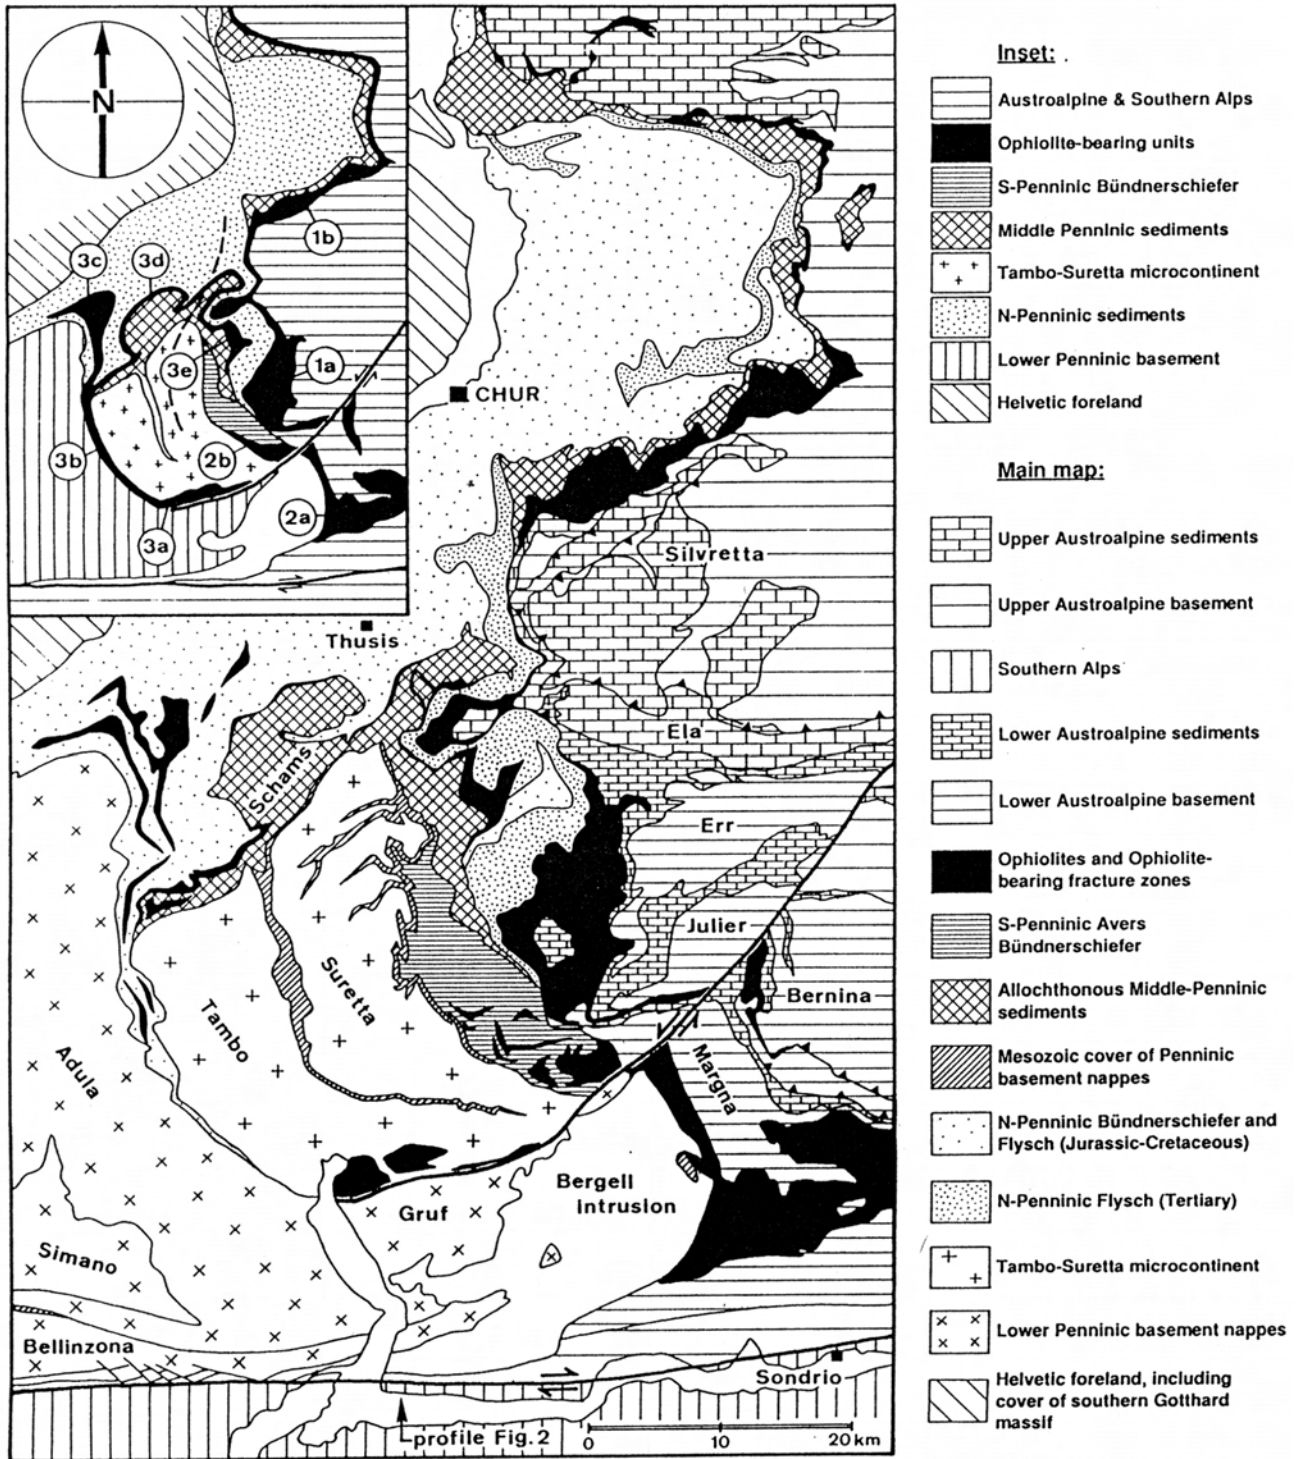 N
3c
3d
1b
3e
1a
3b
2b
2a
3a
CHUR
Thusis
Silvretta
Ela
Err
Julier
Bernina
Margna
Schams
Suretta
Tambo
Adula
Simano
Gruf
Bergell
Intrusion
Bellinzona
Sondrio
profile Fig. 2
0 10 20 km
Inset:
Austroalpine & Southern Alps
Ophiolite-bearing units
S-Penninic Bündnerschiefer
Middle Penninic sediments
Tambo-Suretta microcontinent
N-Penninic sediments
Lower Penninic basement
Helvetic foreland
Main map:
Upper Austroalpine sediments
Upper Austroalpine basement
Southern Alps
Lower Austroalpine sediments
Lower Austroalpine basement
Ophiolites and Ophiolite-
bearing fracture zones
S-Penninic Avers
Bündnerschiefer
Allochthonous Middle-Penninic
sediments
Mesozoic cover of Penninic
basement nappes
N-Penninic Bündnerschiefer and
Flysch (Jurassic-Cretaceous)
N-Penninic Flysch (Tertiary)
Tambo-Suretta microcontinent
Lower Penninic basement nappes
Helvetic foreland, including
cover of southern Gotthard
massif